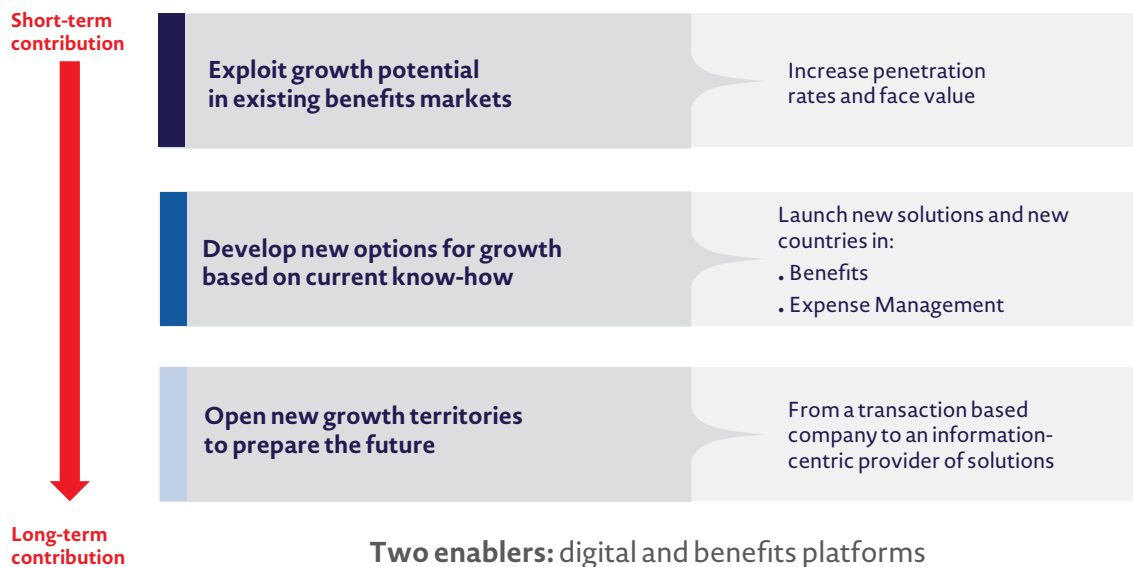 Short-term
contribution
Exploit growth potential
in existing benefits markets
Increase penetration
rates and face value
Develop new options for growth
based on current know-how
Launch new solutions and new
countries in:
. Benefits
. Expense Management
Open new growth territories
to prepare the future
From a transaction based
company to an information-
centric provider of solutions
Long-term
contribution
Two enablers: digital and benefits platforms